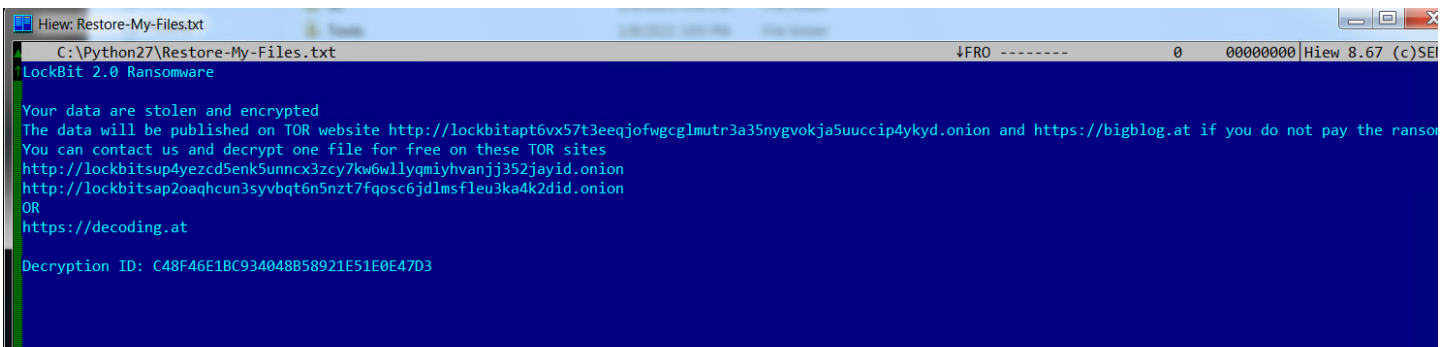 Hiew: Restore-My-Files.txt
C:\Python27\Restore-My-Files.txt ↓FRO -------- 0 00000000|Hiew 8.67 (c)SEN
LockBit 2.0 Ransomware
Your data are stolen and encrypted
The data will be published on TOR website http://lockbitapt6vx57t3eeqjofwgcglmutr3a35nygvokja5uuccip4ykyd.onion and https://bigblog.at if you do not pay the ransom
You can contact us and decrypt one file for free on these TOR sites
http://lockbitsup4yezcd5enk5unncx3zcy7kw6wllyqmiyhvanjj352jayid.onion
http://lockbitsap2oaqhcun3syvbqt6n5nzt7fqosc6jdlmsfleu3ka4k2did.onion
OR
https://decoding.at
Decryption ID: C48F46E1BC934048B58921E51E0E47D3